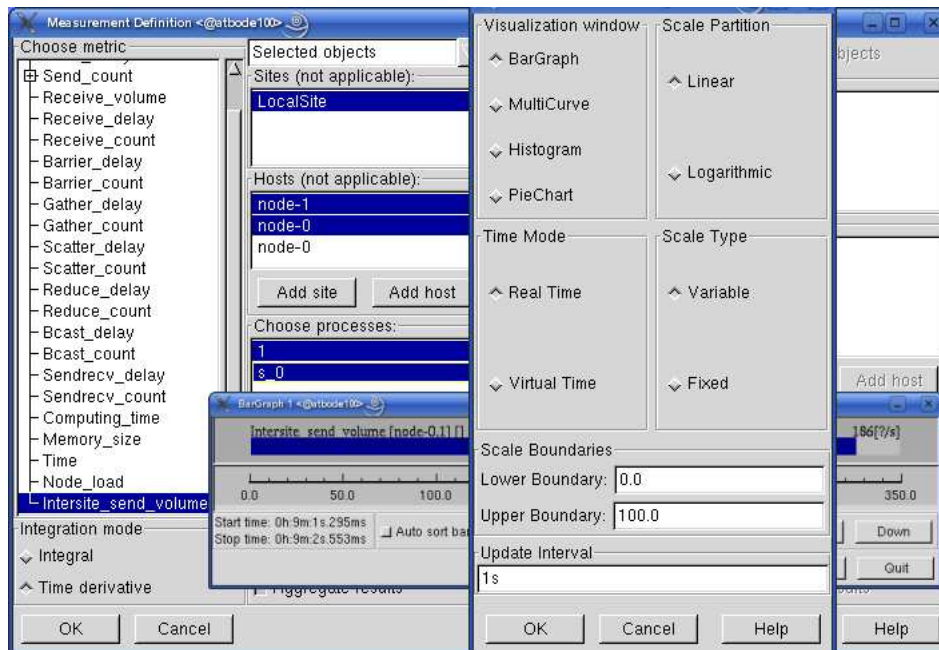 Measurement Definition <@atbode100>
Choose metric
Send_count
Receive_volume
Receive_delay
Receive_count
Barrier_delay
Barrier_count
Gather_delay
Gather_count
Scatter_delay
Scatter_count
Reduce_delay
Reduce_count
Bcast_delay
Bcast_count
Sendrecv_delay
Sendrecv_count
Computing_time
Memory_size
Time
Node_load
Intersite_send_volume
Integration mode
Integral
Time derivative
OK Cancel
Selected objects
Sites (not applicable):
LocalSite
Hosts (not applicable):
node-1
node-0
node-0
Add site Add host
Choose processes:
1
s_0
BarGraph 1 <@atbode100>
Intersite_send_volume [node-0,1] []
186[?/s]
0.0 50.0 100.0 350.0
Start time: 0h:9m:1s.295ms
Stop time: 0h:9m:2s.553ms
Auto sort bar
Down
Quit
Aggregate results
Visualization window
BarGraph
MultiCurve
Histogram
PieChart
Scale Partition
Linear
Logarithmic
Time Mode
Real Time
Virtual Time
Scale Type
Variable
Fixed
Scale Boundaries
Lower Boundary: 0.0
Upper Boundary: 100.0
Update Interval
1s
OK Cancel Help
bjects
Add host
Help